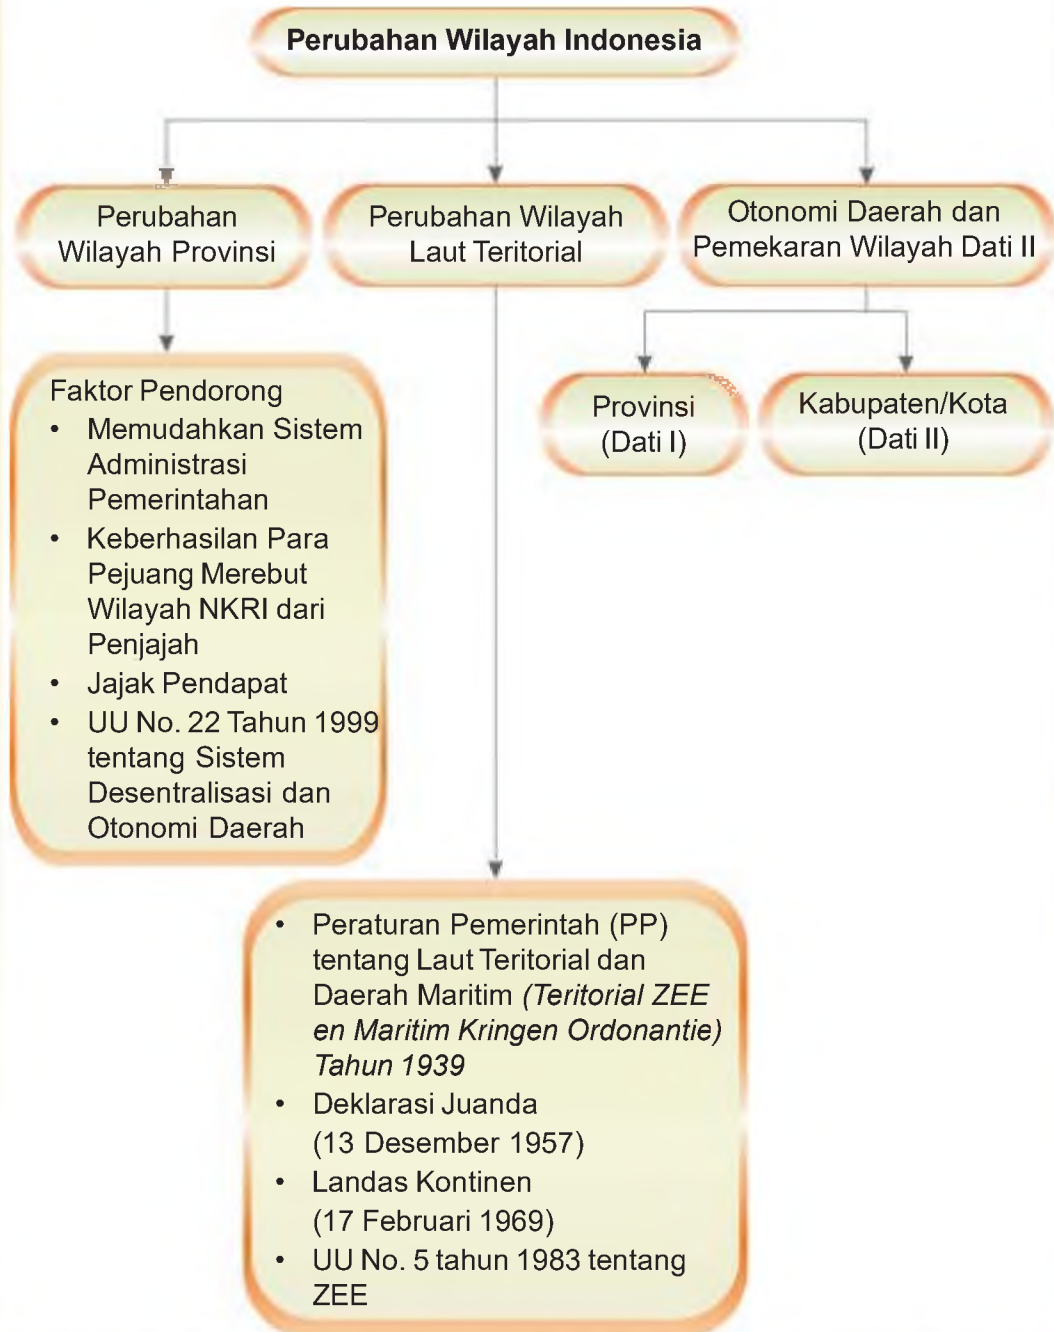 Perubahan Wilayah Indonesia
Perubahan
Wilayah Provinsi
Perubahan Wilayah
Laut Teritorial
Otonomi Daerah dan
Pemekaran Wilayah Dati II
Faktor Pendorong
• Memudahkan Sistem
Administrasi
Pemerintahan
• Keberhasilan Para
Pejuang Merebut
Wilayah NKRI dari
Penjajah
• Jajak Pendapat
• UU No. 22 Tahun 1999
tentang Sistem
Desentralisasi dan
Otonomi Daerah
Provinsi
(Dati I)
Kabupaten/Kota
(Dati II)
• Peraturan Pemerintah (PP)
tentang Laut Teritorial dan
Daerah Maritim (Teritorial ZEE
en Maritim Kringen Ordonantie)
Tahun 1939
• Deklarasi Juanda
(13 Desember 1957)
• Landas Kontinen
(17 Februari 1969)
• UU No. 5 tahun 1983 tentang
ZEE